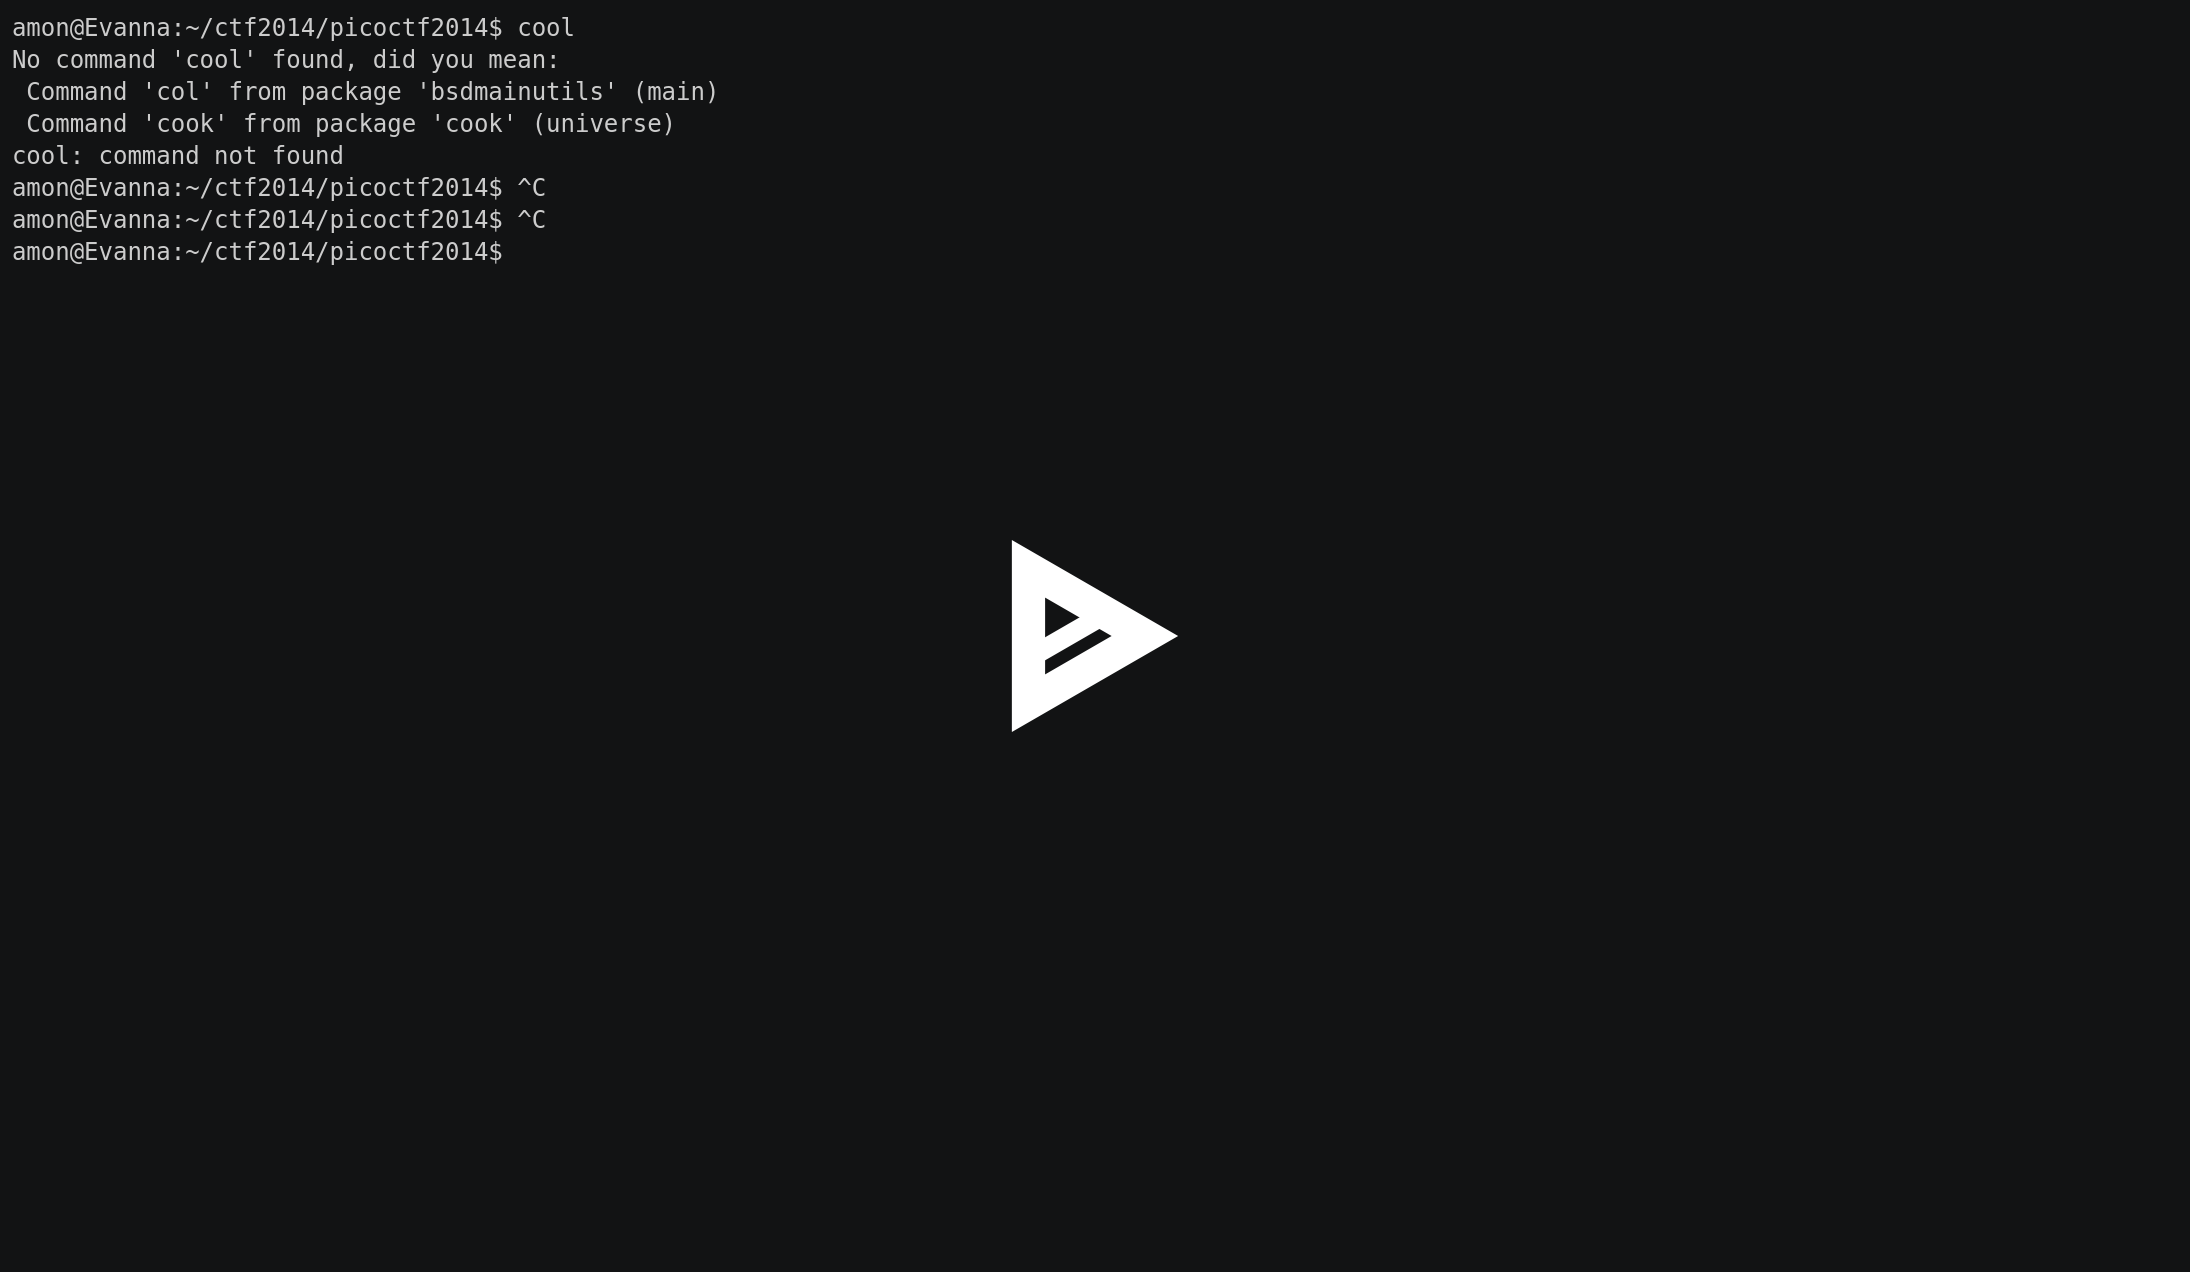 amon@Evanna:~/ctf2014/picoctf2014$ cool
No command 'cool' found, did you mean:
 Command 'col' from package 'bsdmainutils' (main)
 Command 'cook' from package 'cook' (universe)
cool: command not found
amon@Evanna:~/ctf2014/picoctf2014$ ^C
amon@Evanna:~/ctf2014/picoctf2014$ ^C
amon@Evanna:~/ctf2014/picoctf2014$